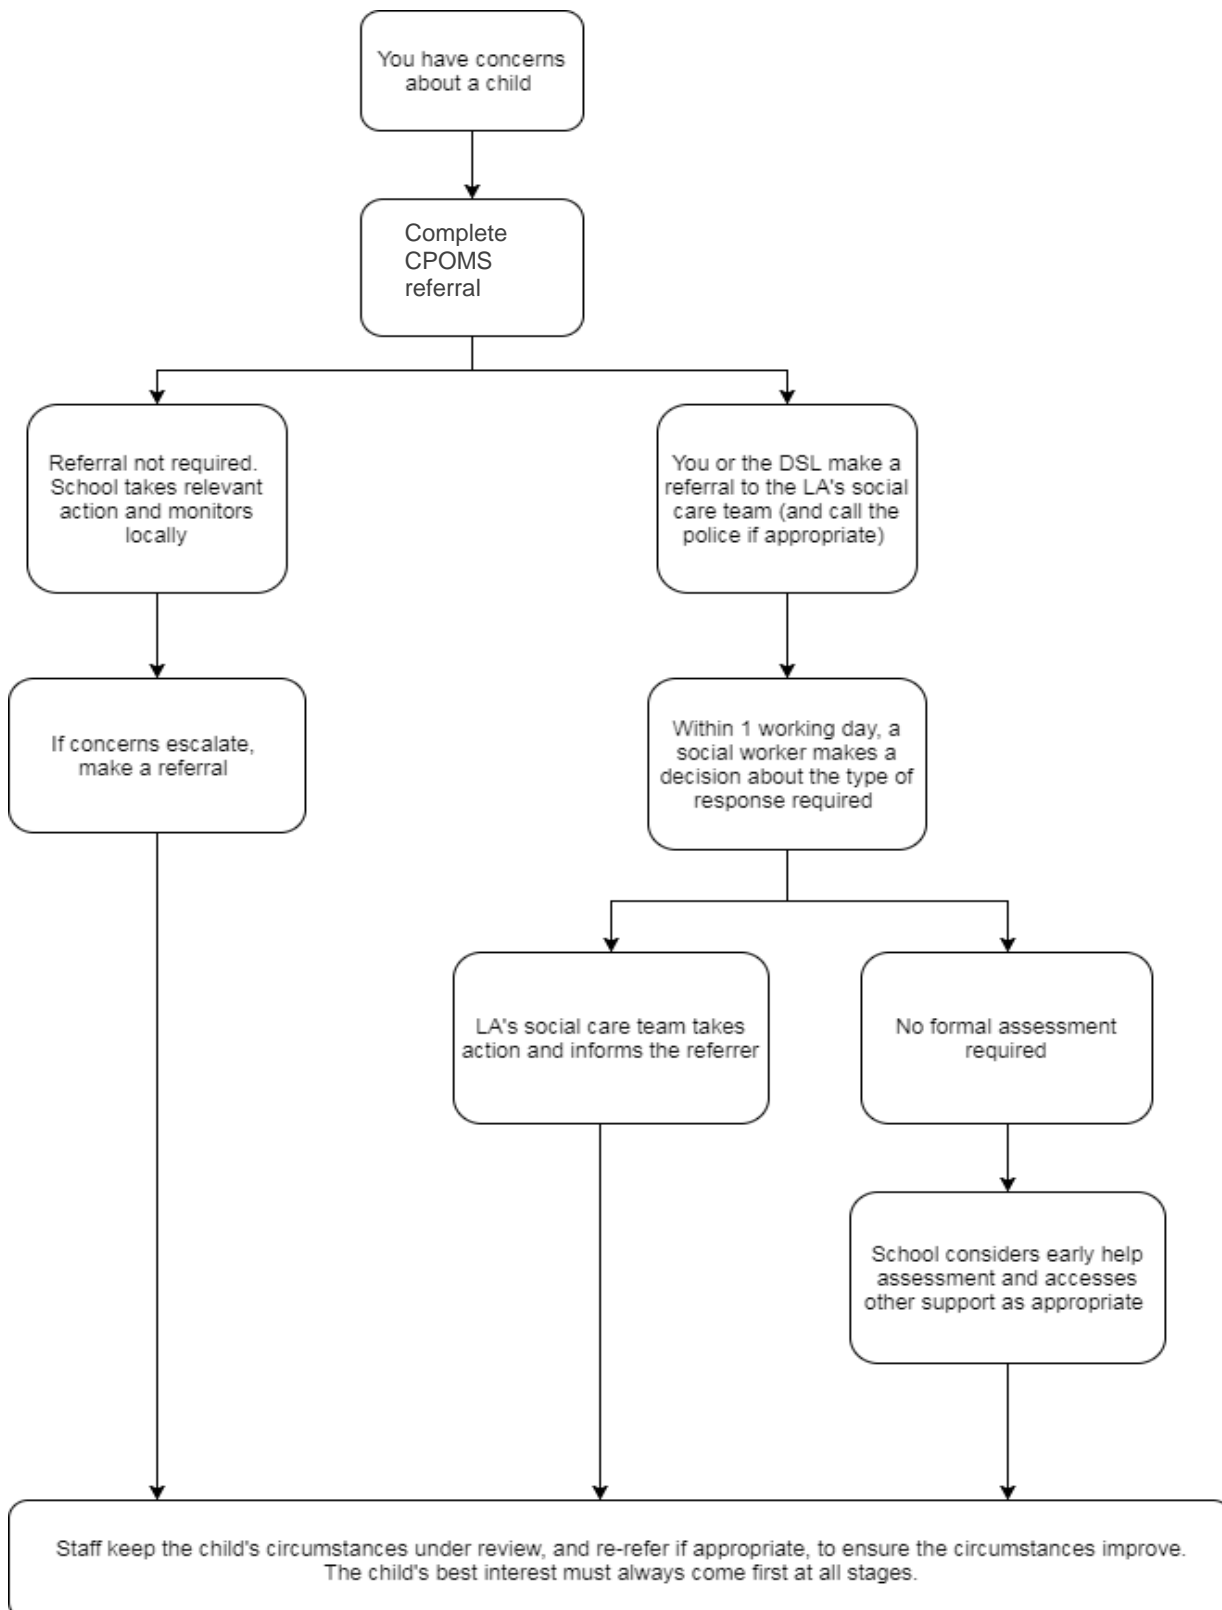 You have concerns
about a child
Complete
CPOMS
referral
Referral not required.
School takes relevant
action and monitors
locally
You or the DSL make a
referral to the LA's social
care team (and call the
police if appropriate)
If concerns escalate,
make a referral
Within 1 working day, a
social worker makes a
decision about the type of
response required
LA's social care team takes
action and informs the referrer
No formal assessment
required
School considers early help
assessment and accesses
other support as appropriate
Staff keep the child's circumstances under review, and re-refer if appropriate, to ensure the circumstances improve.
The child's best interest must always come first at all stages.